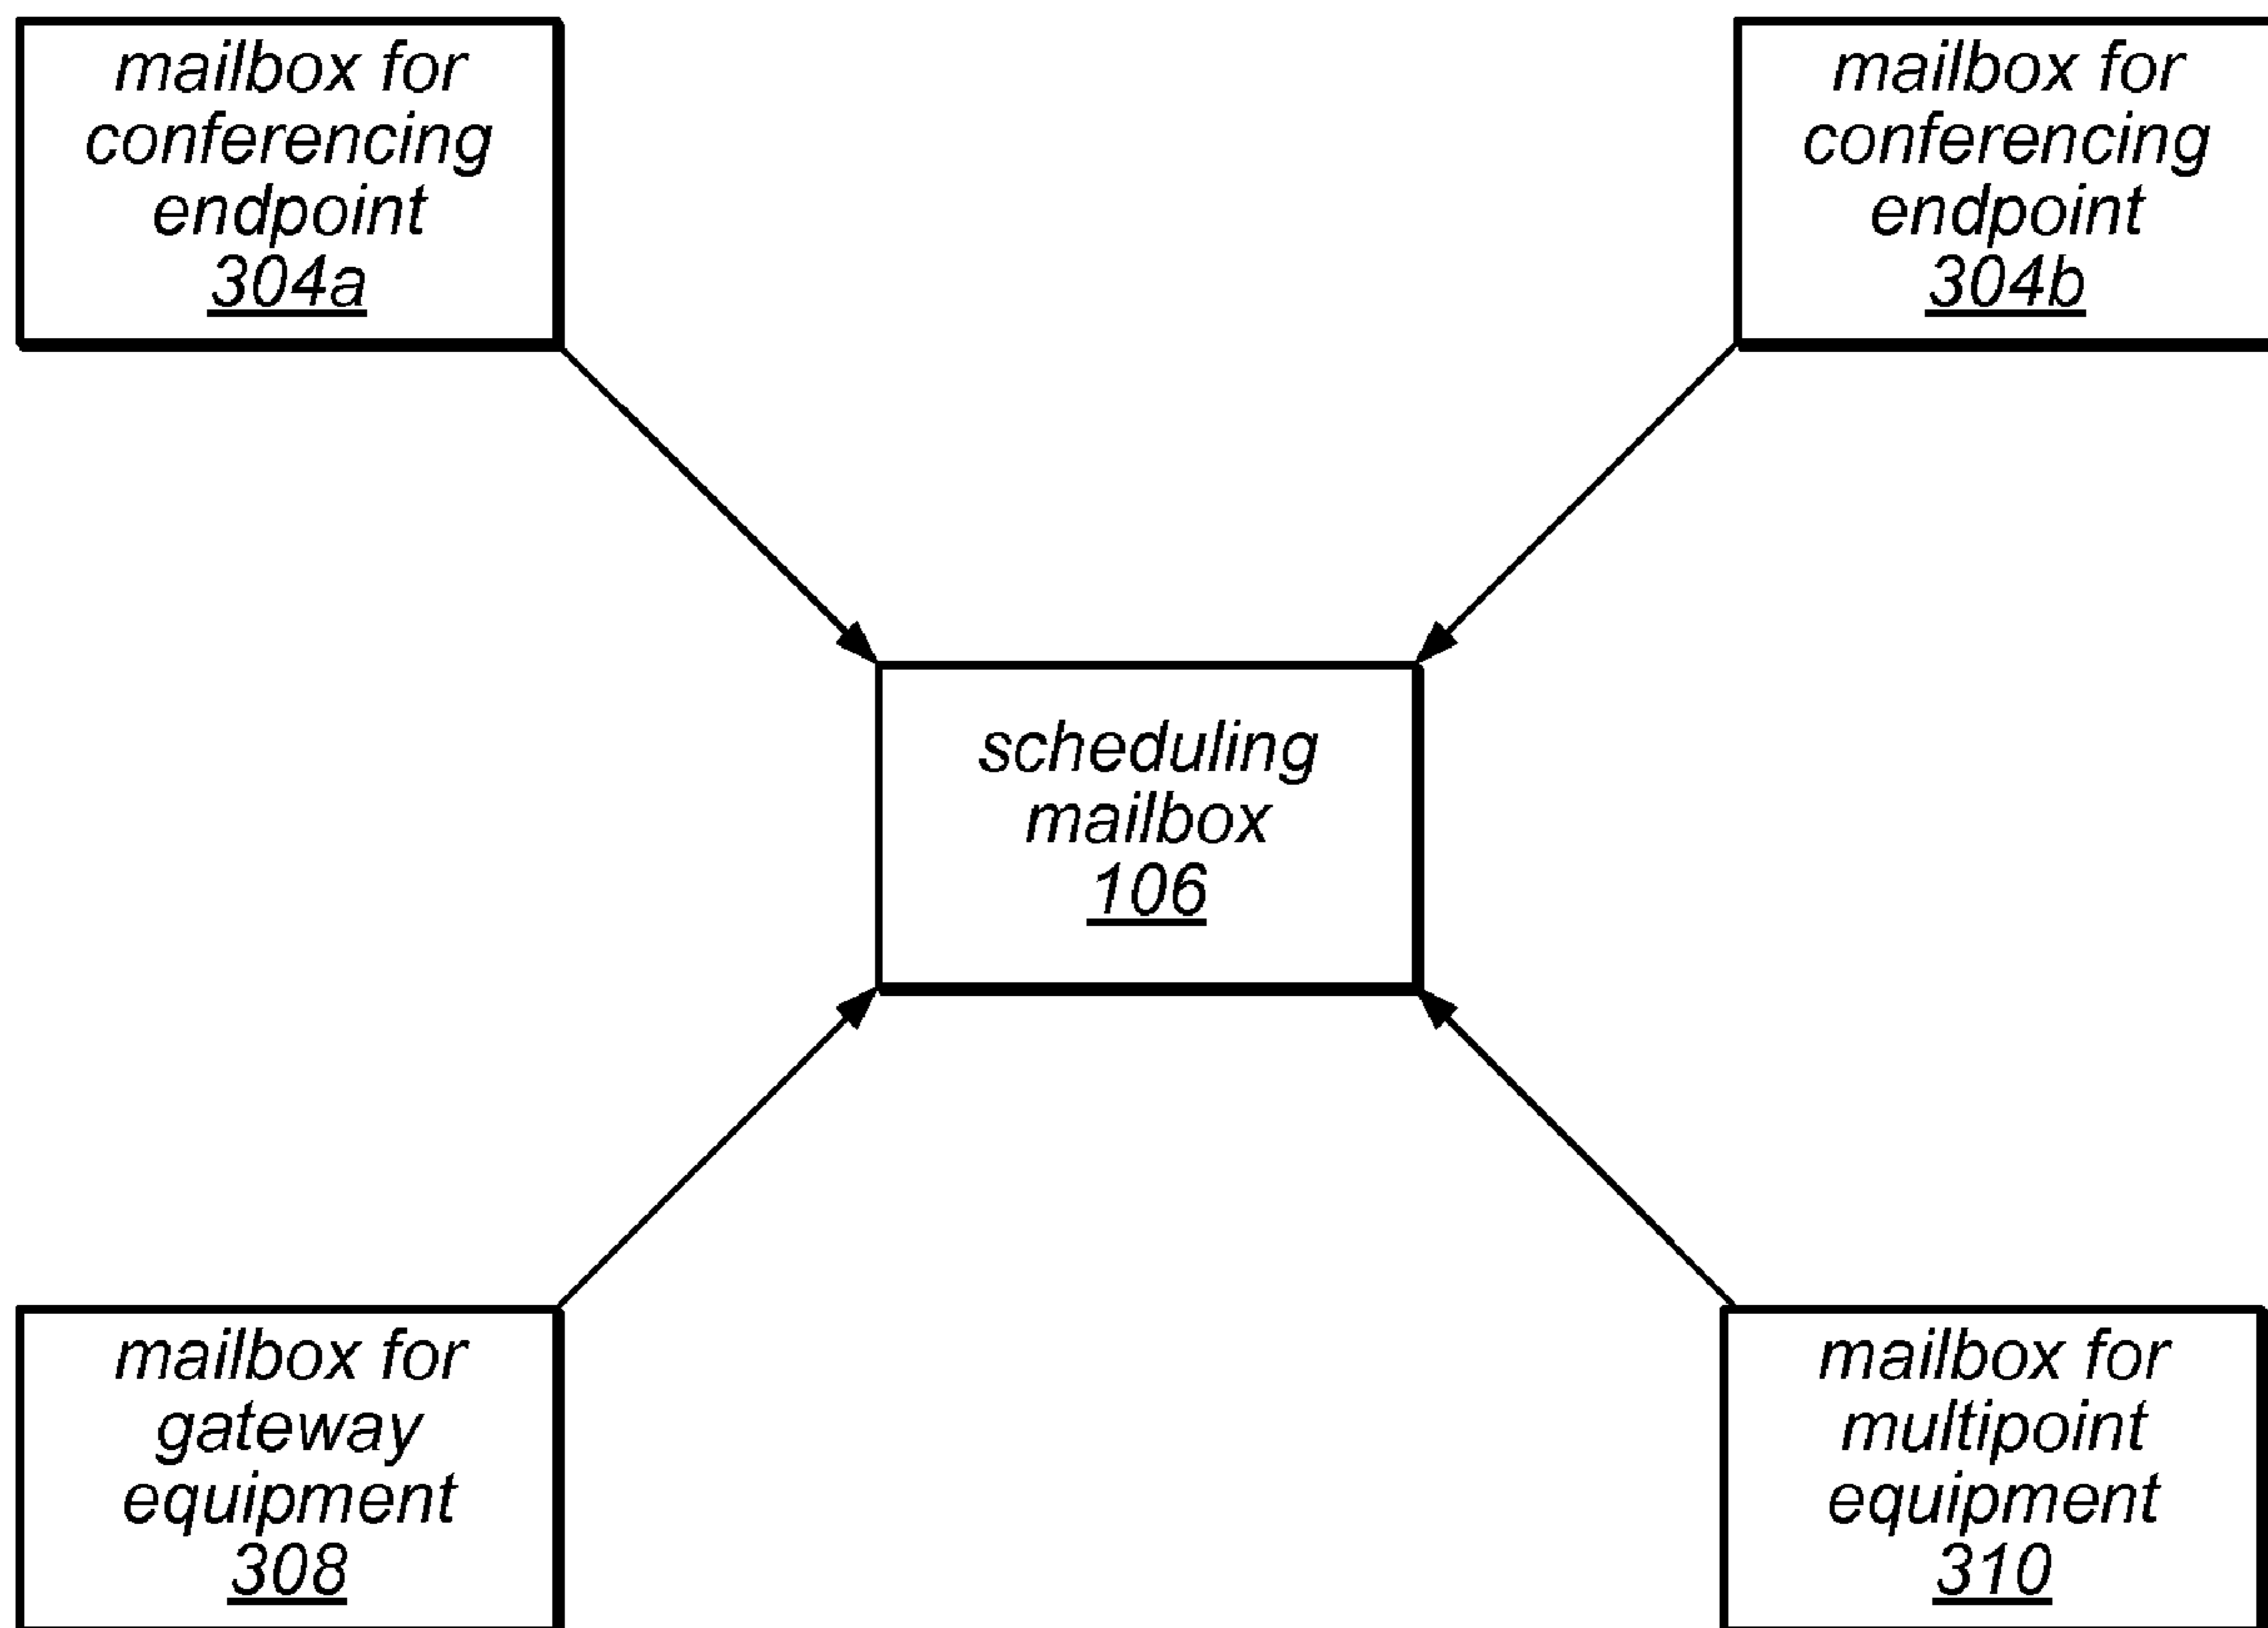 mailbox for
conferencing
endpoint
304a
mailbox for
conferencing
endpoint
304b
scheduling
mailbox
106
mailbox for
gateway
equipment
308
mailbox for
multipoint
equipment
310